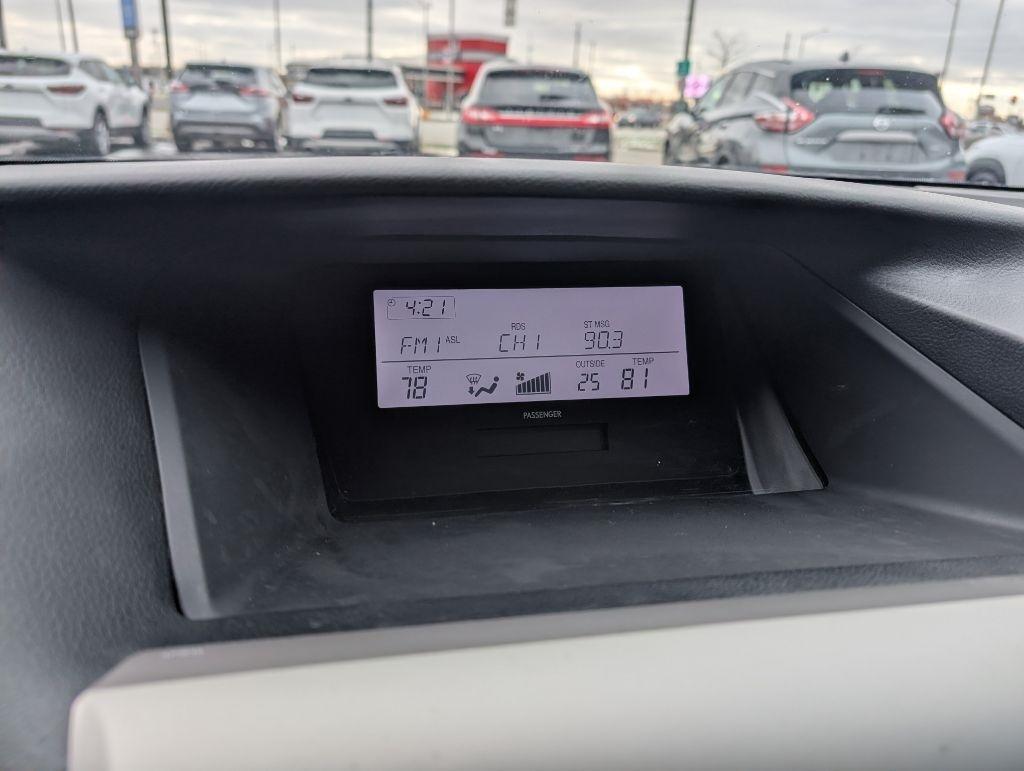 4:21
RDS ST MSG
FM1 ASL CH1 90.3
TEMP OUTSIDE TEMP
78 25 81
PASSENGER